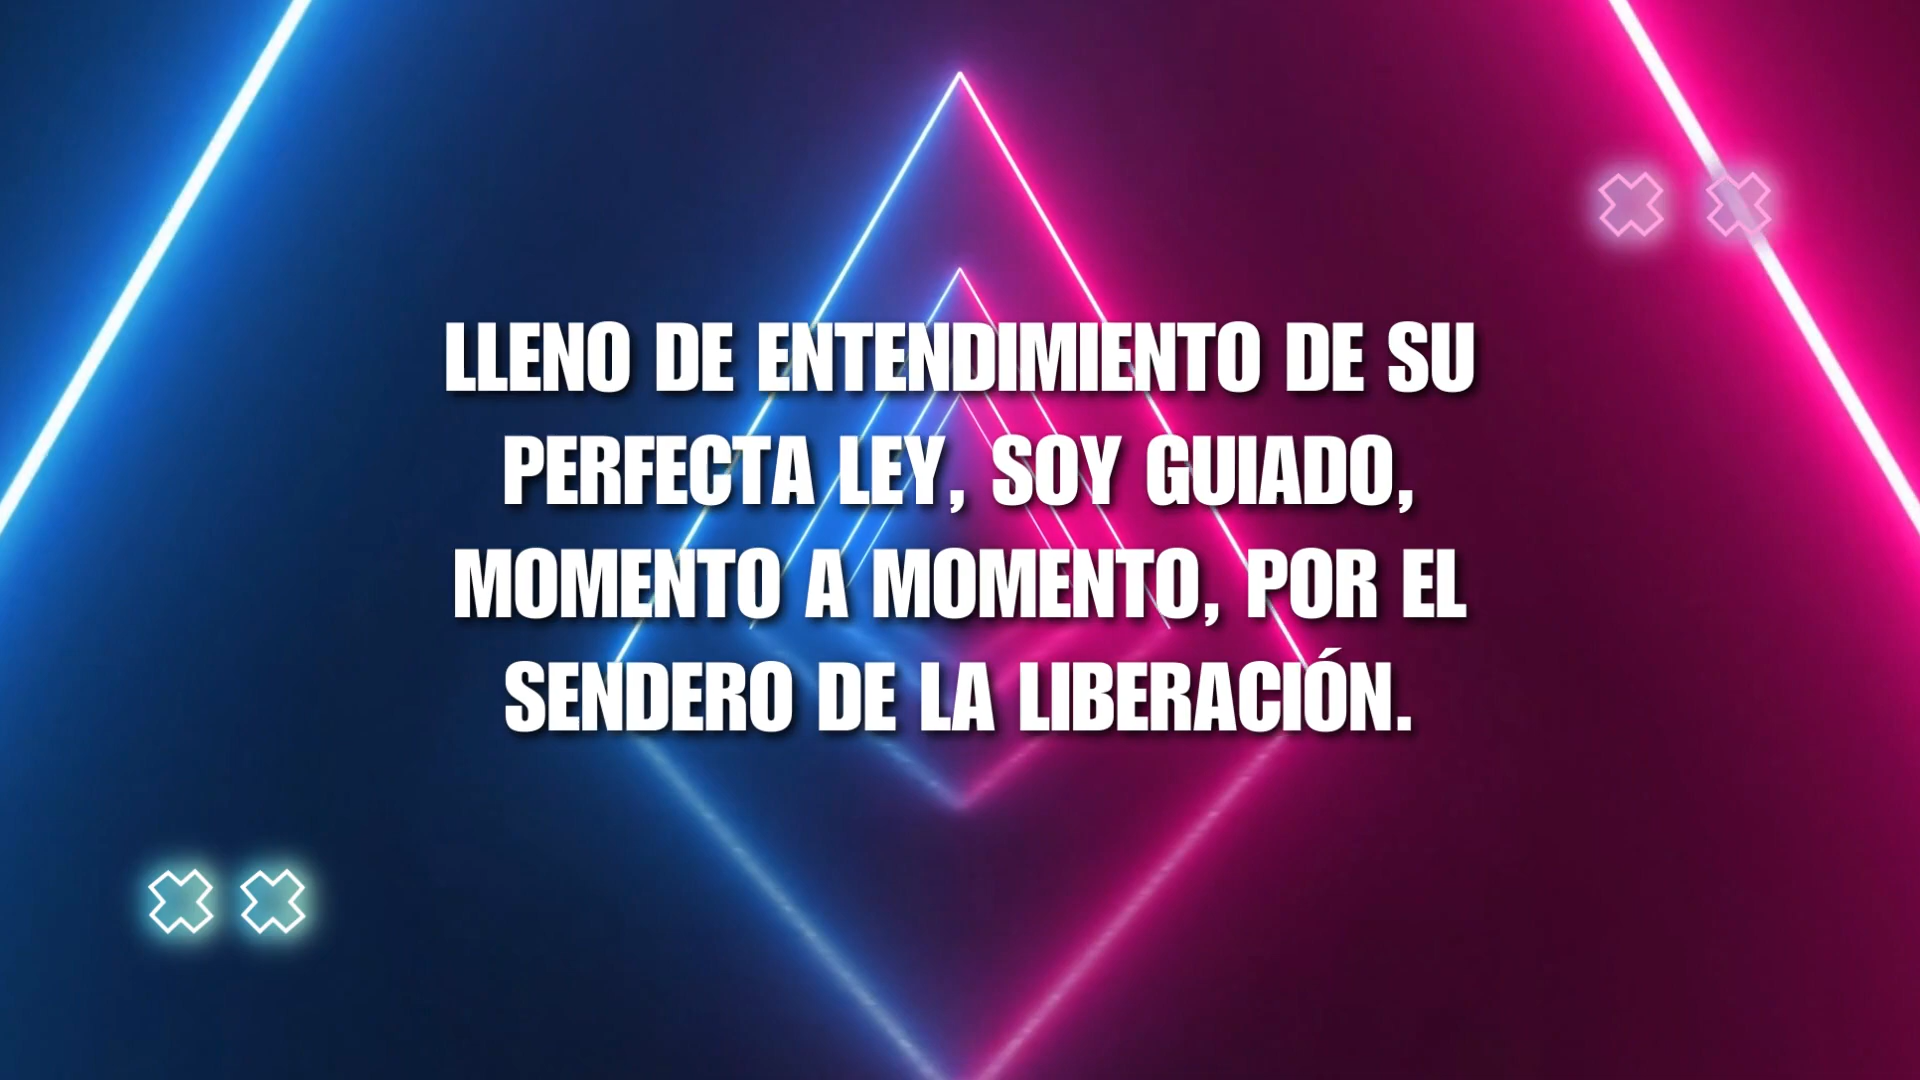 LLENO DE ENTENDIMIENTO DE SU
PERFECTA LEY, SOY GUIADO,
MOMENTO A MOMENTO, POR EL
SENDERO DE LA LIBERACIÓN.